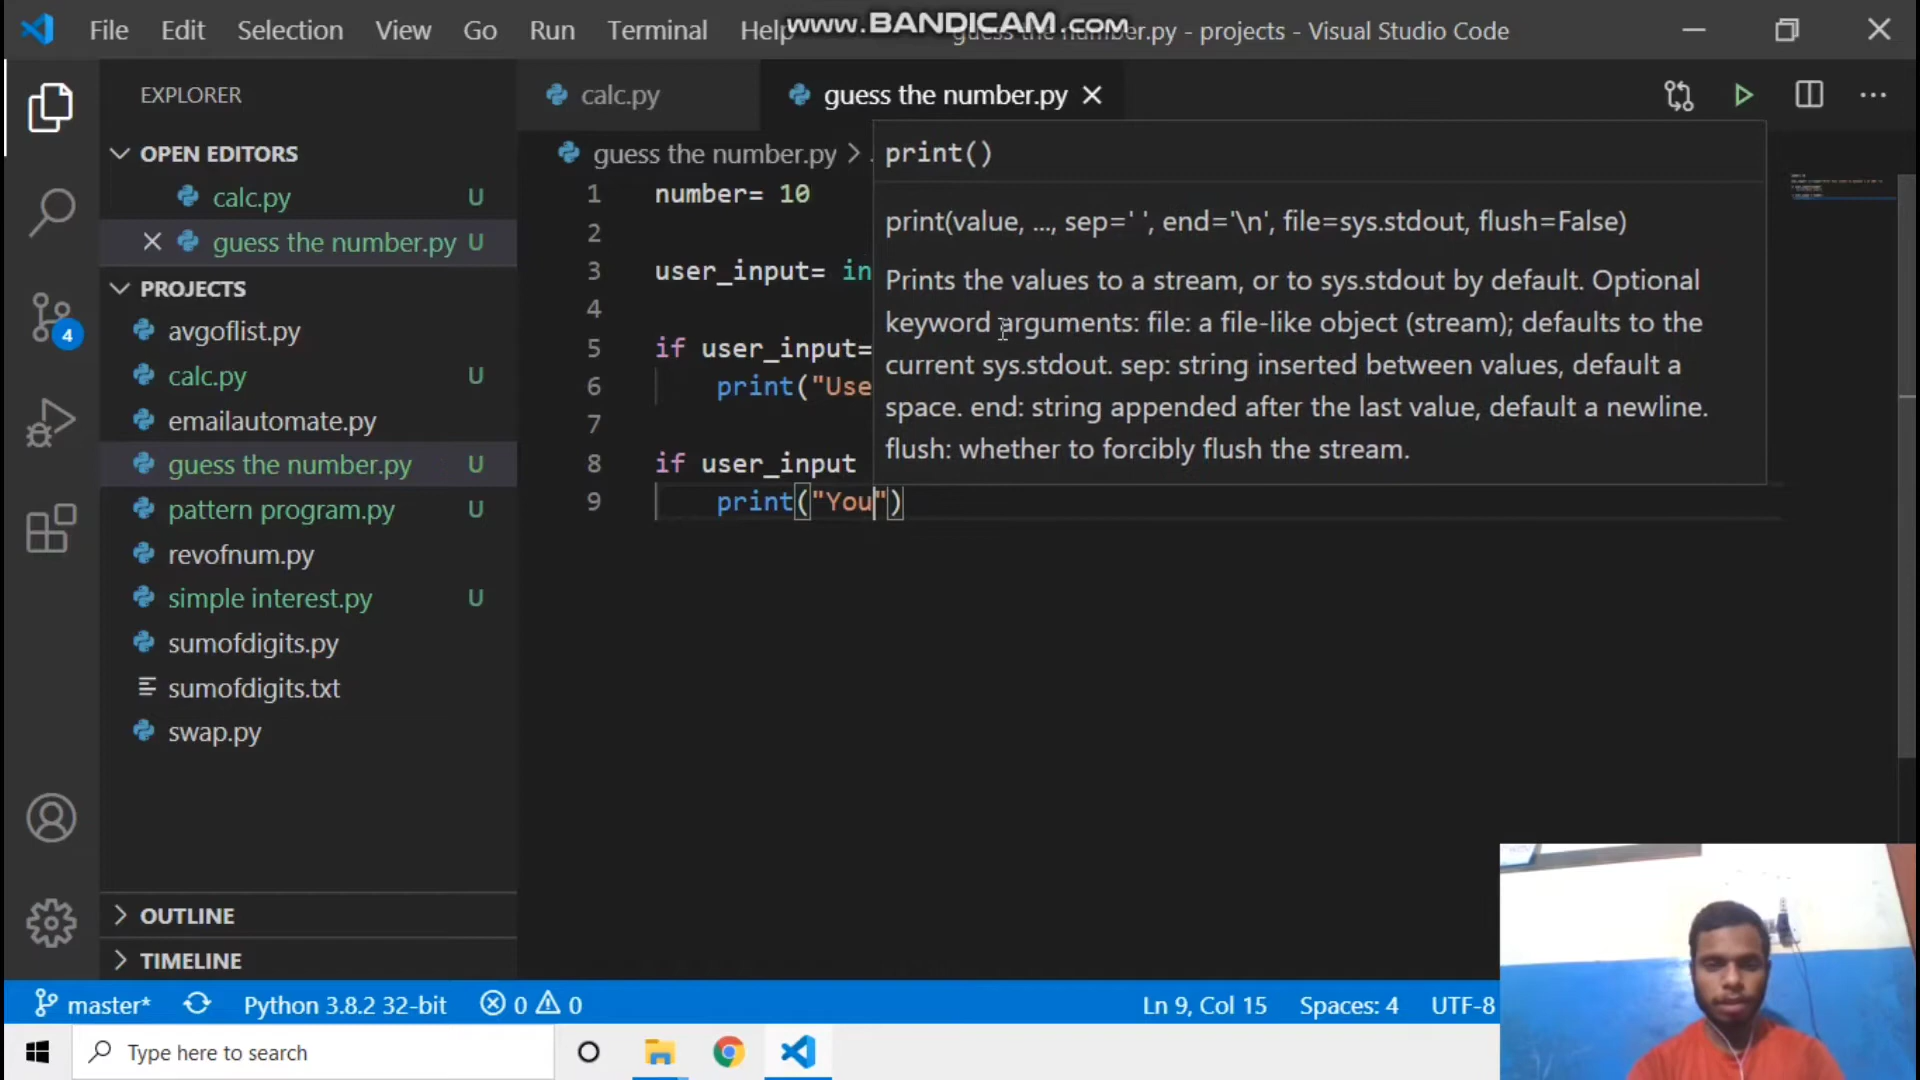 File Edit Selection View Go Run Terminal Help
www.BANDICAM.com
number.py - projects - Visual Studio Code
EXPLORER
OPEN EDITORS
calc.py U
guess the number.py U
PROJECTS
avgoflist.py
calc.py U
emailautomate.py
guess the number.py U
pattern program.py U
revofnum.py
simple interest.py U
sumofdigits.py
sumofdigits.txt
swap.py
OUTLINE
TIMELINE
4
calc.py
guess the number.py
guess the number.py
1 number= 10
2
3 user_input= in
4
5 if user_input=
6 print("Use
7
8 if user_input
9 print("You")
print()
print(value, ..., sep=' ', end='\n', file=sys.stdout, flush=False)
Prints the values to a stream, or to sys.stdout by default. Optional
keyword arguments: file: a file-like object (stream); defaults to the
current sys.stdout. sep: string inserted between values, default a
space. end: string appended after the last value, default a newline.
flush: whether to forcibly flush the stream.
master* Python 3.8.2 32-bit 0 0 Ln 9, Col 15 Spaces: 4 UTF-8
Type here to search